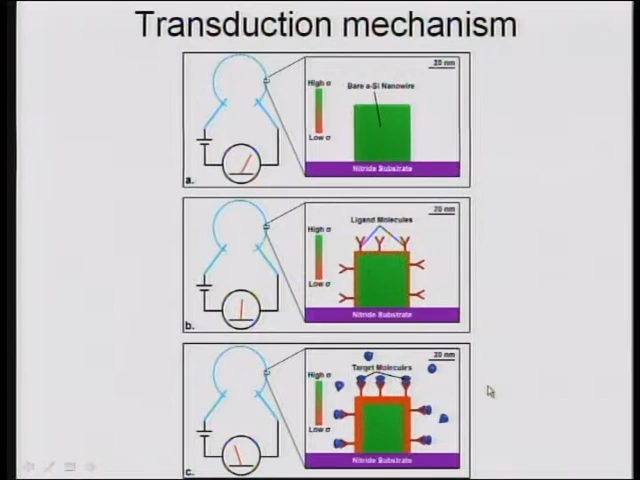 Transduction mechanism
20 nm
High σ
Bare a-Si Nanowire
Low σ
Nitride Substrate
a.
20 nm
Ligand Molecules
High σ
Low σ
Nitride Substrate
b.
20 nm
Target Molecules
High σ
Low σ
Nitride Substrate
c.